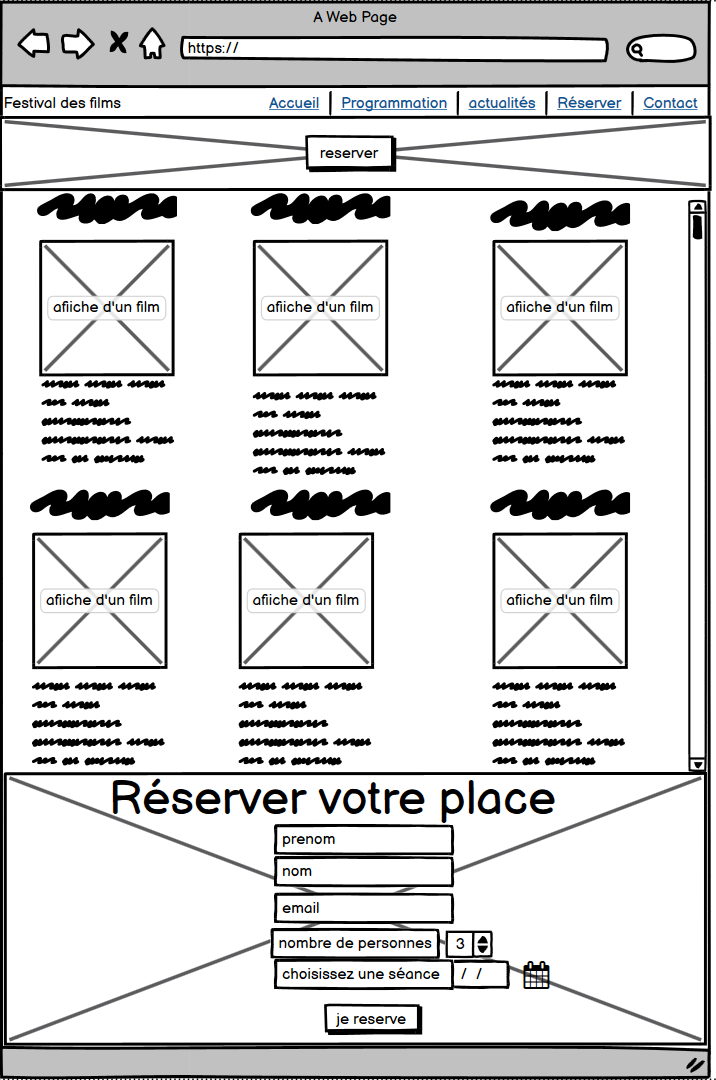 A Web Page
https://
Festival des films
Accueil
Programmation
actualités
Réserver
Contact
reserver
afiiche d'un film
afiiche d'un film
afiiche d'un film
afiiche d'un film
afiiche d'un film
afiiche d'un film
Réserver votre place
prenom
nom
email
nombre de personnes 3
choisissez une séance / /
je reserve